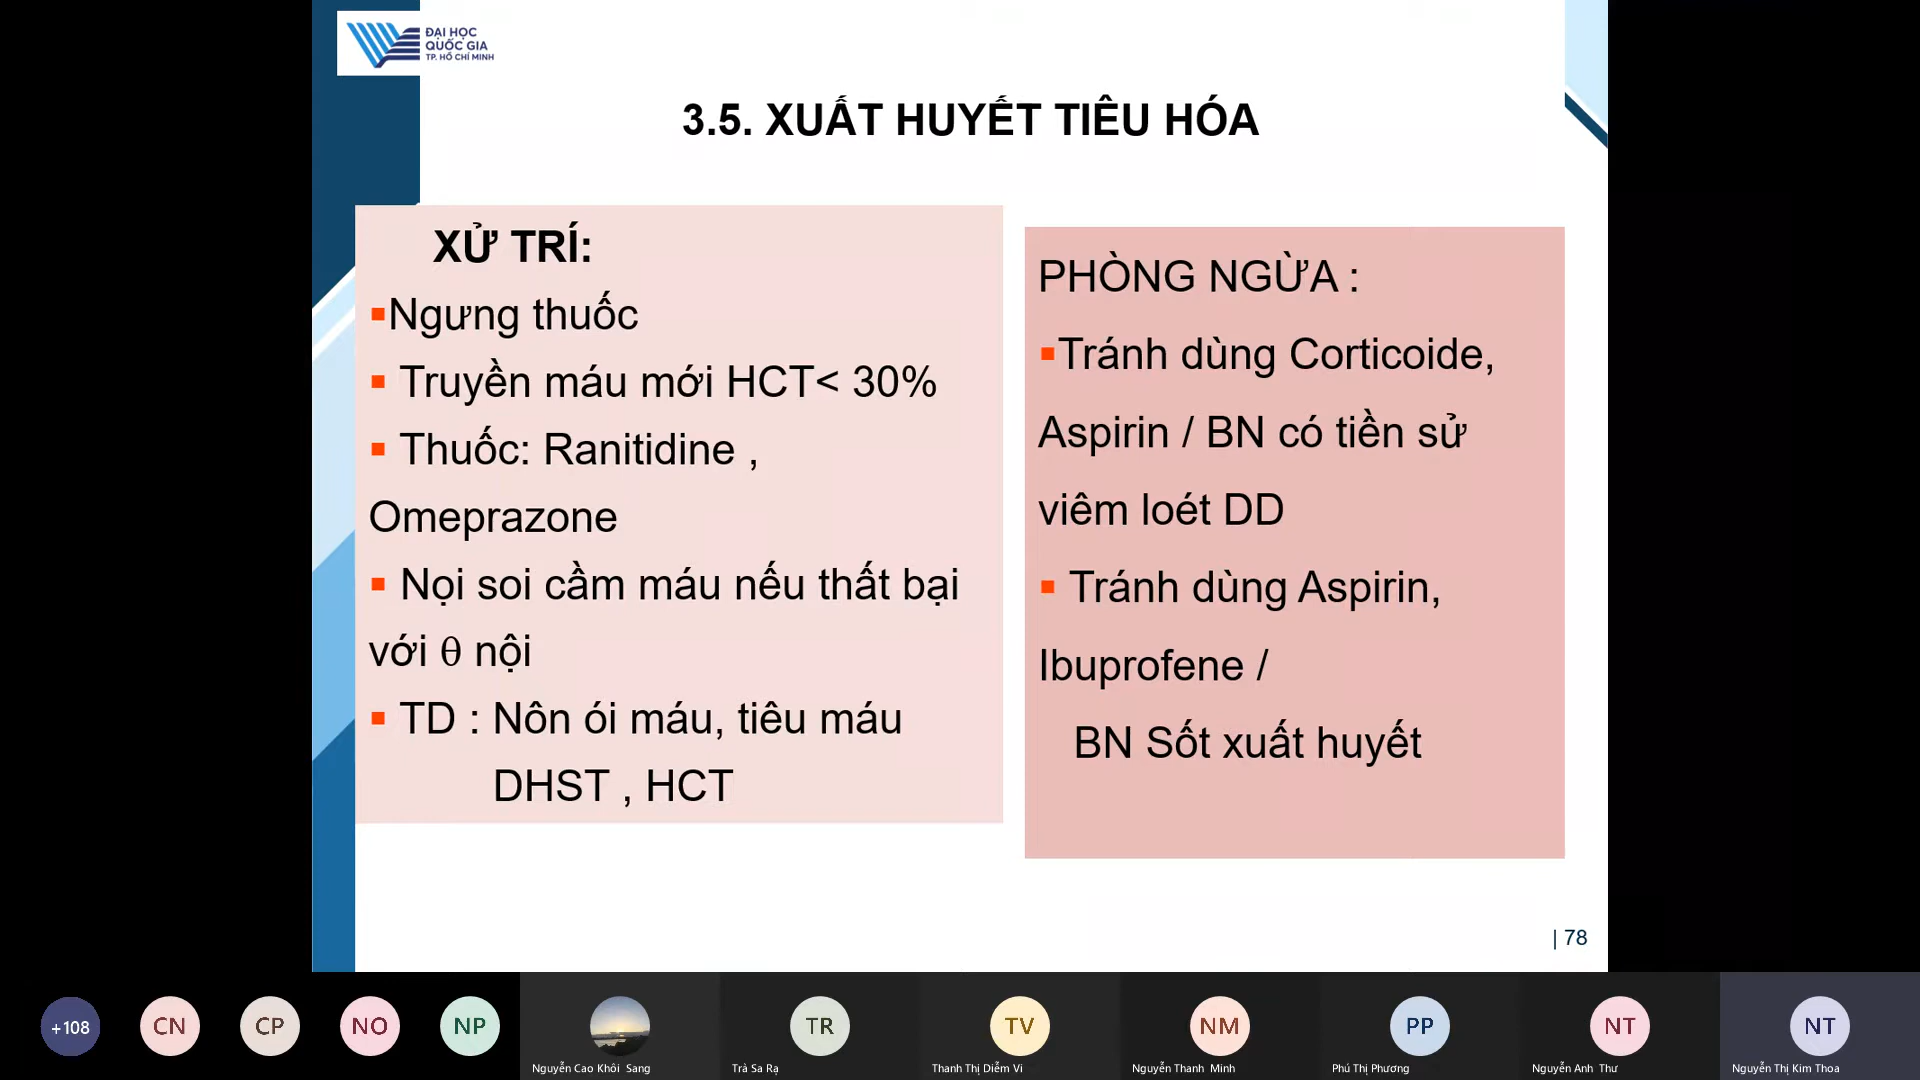 ĐẠI HỌC
QUỐC GIA
TP. HỒ CHÍ MINH
3.5. XUẤT HUYẾT TIÊU HÓA
XỬ TRÍ:
▪Ngưng thuốc
▪ Truyền máu mới HCT< 30%
▪ Thuốc: Ranitidine ,
Omeprazone
▪ Nọi soi cầm máu nếu thất bại
với θ nội
▪ TD : Nôn ói máu, tiêu máu
DHST , HCT
PHÒNG NGỪA :
▪Tránh dùng Corticoide,
Aspirin / BN có tiền sử
viêm loét DD
▪ Tránh dùng Aspirin,
Ibuprofene /
BN Sốt xuất huyết
| 78
+108
CN
CP
NO
NP
Nguyễn Cao Khôi Sang
TR
Trà Sa Rạ
TV
Thanh Thị Diễm Vi
NM
Nguyễn Thanh Minh
PP
Phú Thị Phương
NT
Nguyễn Anh Thư
NT
Nguyễn Thị Kim Thoa